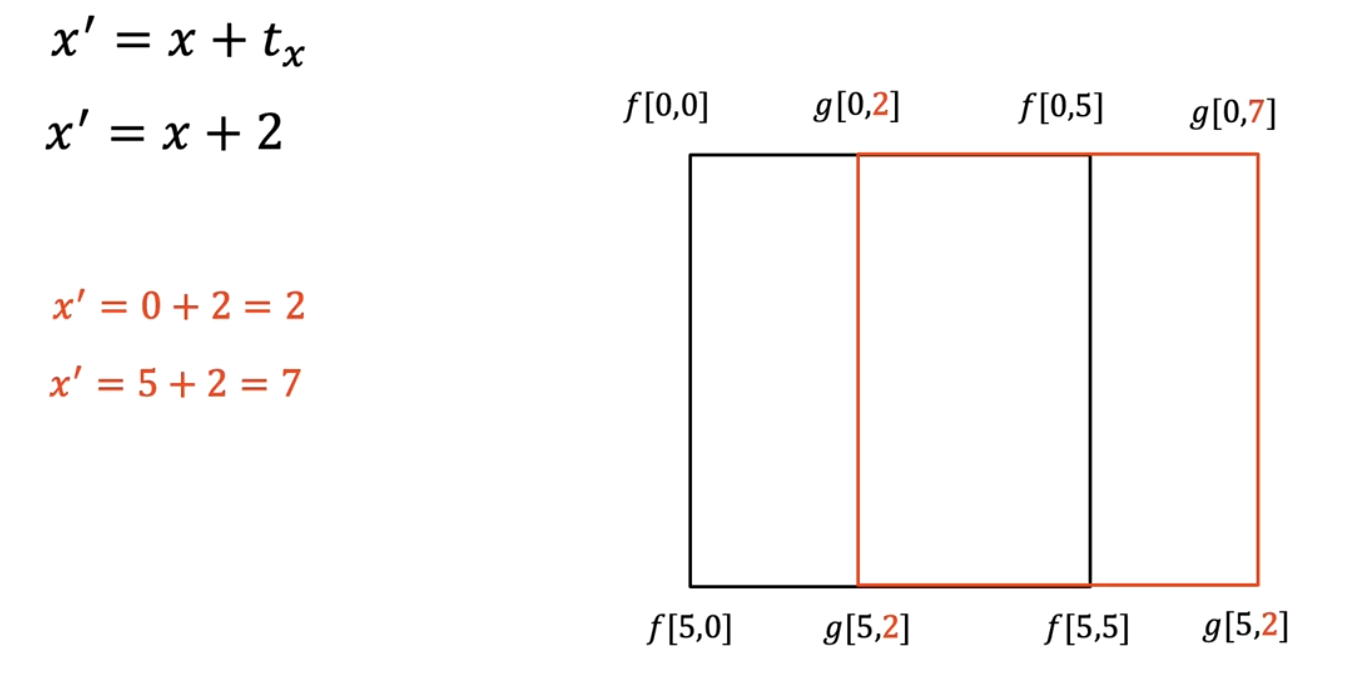 x′ = x + tₓ
x′ = x + 2
f[0,0] g[0,2] f[0,5] g[0,7]
x′ = 0 + 2 = 2
x′ = 5 + 2 = 7
f[5,0] g[5,2] f[5,5] g[5,2]